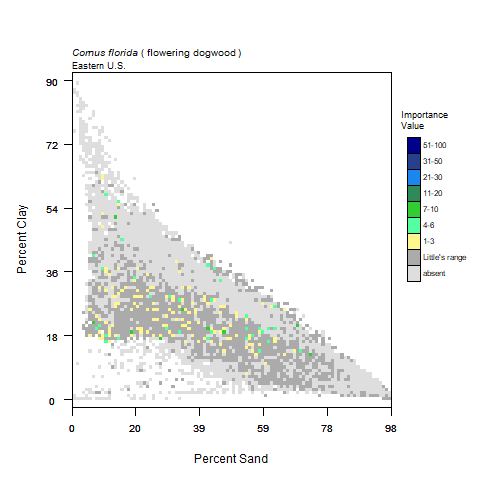 Cornus florida ( flowering dogwood )
Eastern U.S.
Importance
Value
51-100
31-50
21-30
11-20
7-10
4-6
1-3
Little's range
absent
Percent Clay
90
72
54
36
18
0
0 20 39 59 78 98
Percent Sand